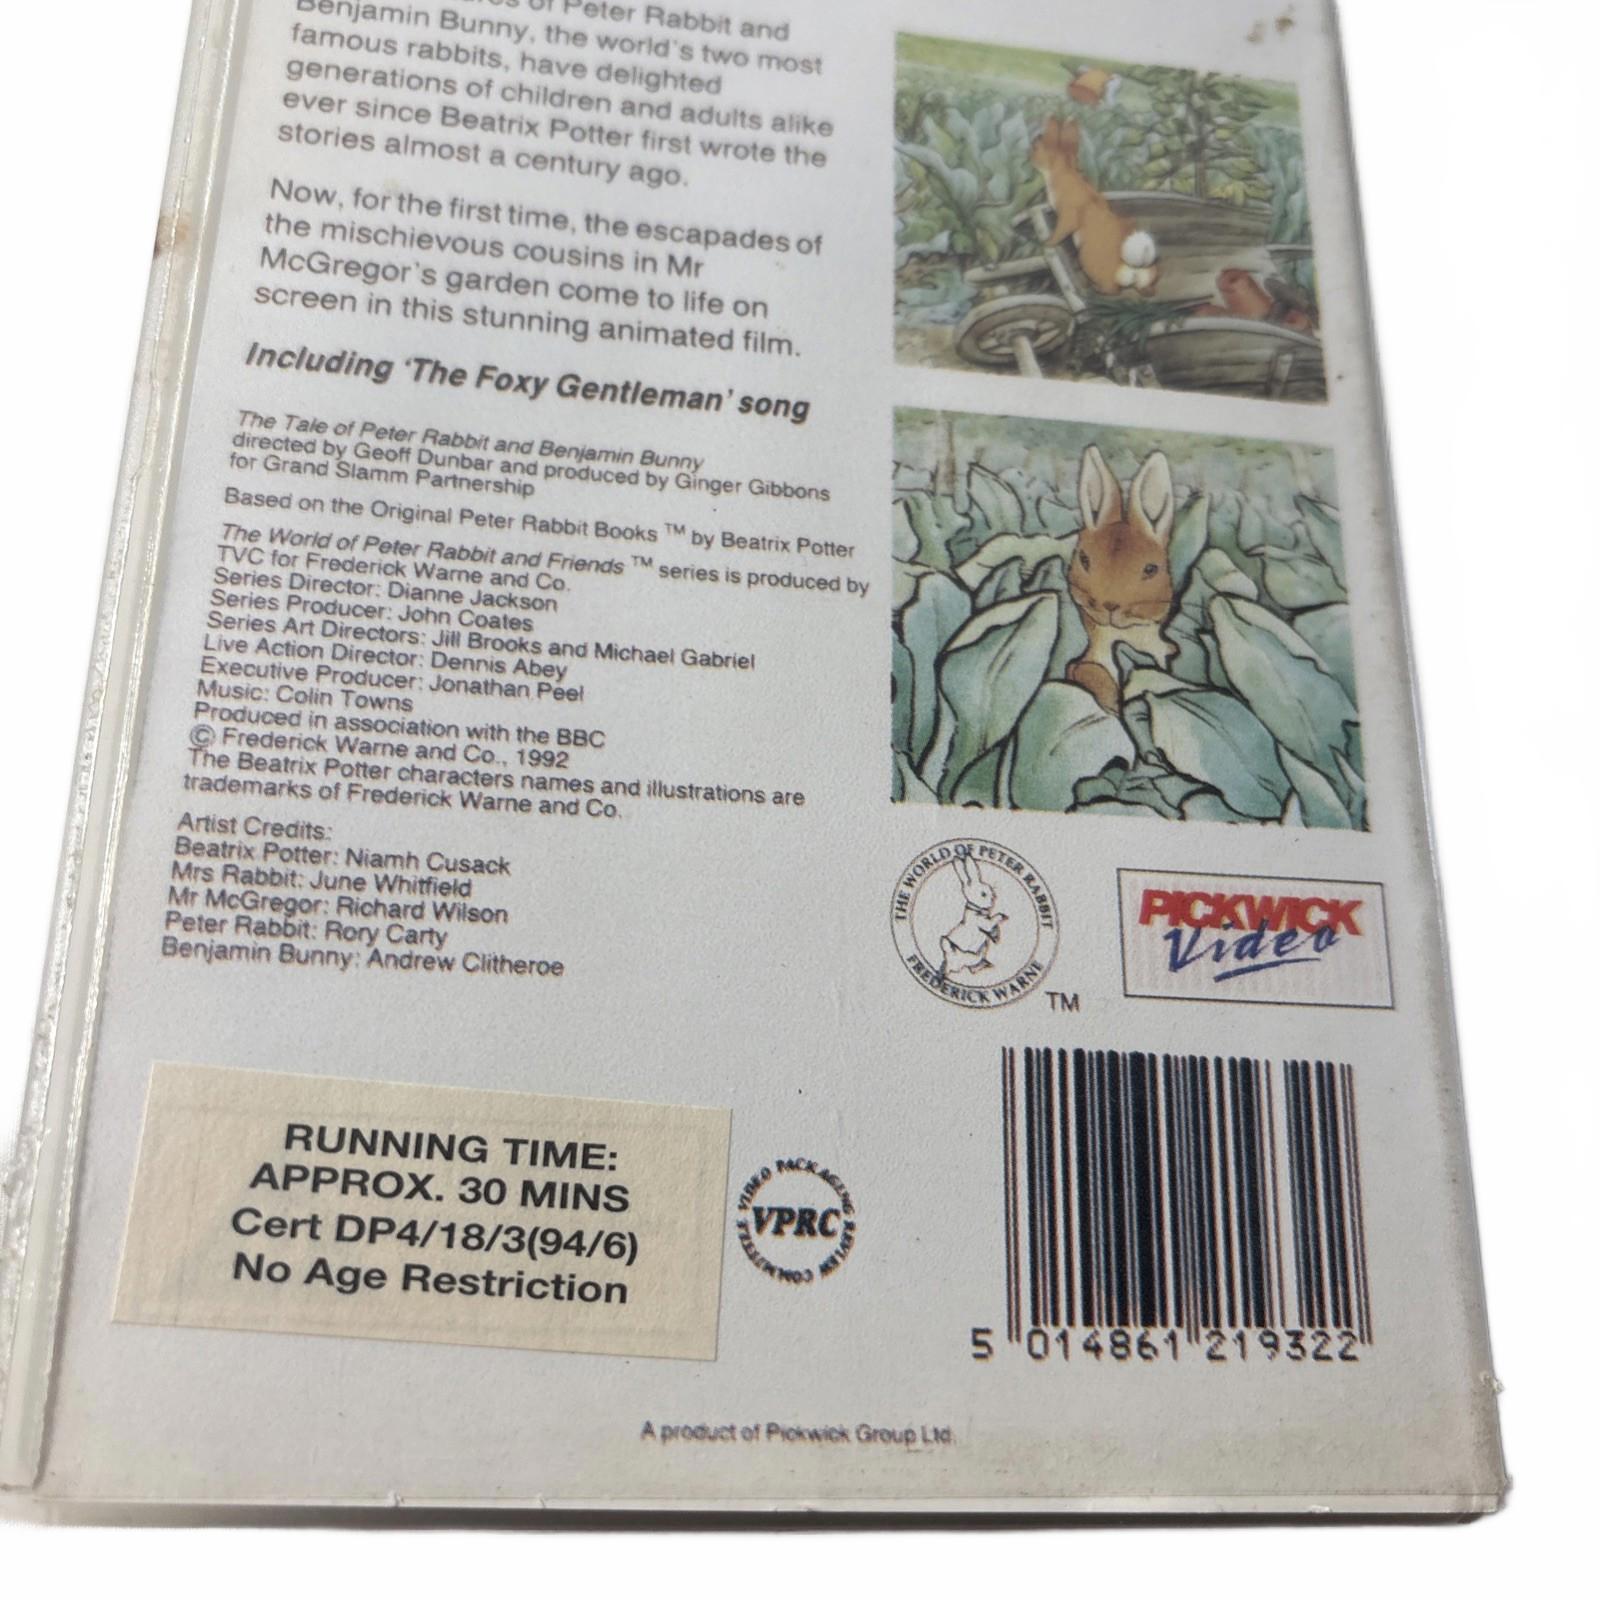 of Peter Rabbit and
Benjamin Bunny, the world's two most
famous rabbits, have delighted
generations of children and adults alike
ever since Beatrix Potter first wrote the
stories almost a century ago.
Now, for the first time, the escapades of
the mischievous cousins in Mr
McGregor's garden come to life on
screen in this stunning animated film.
Including 'The Foxy Gentleman' song
The Tale of Peter Rabbit and Benjamin Bunny
directed by Geoff Dunbar and produced by Ginger Gibbons
for Grand Slamm Partnership
Based on the Original Peter Rabbit Books ™ by Beatrix Potter
The World of Peter Rabbit and Friends ™ series is produced by
TVC for Frederick Warne and Co.
Series Director: Dianne Jackson
Series Producer: John Coates
Series Art Directors: Jill Brooks and Michael Gabriel
Live Action Director: Dennis Abey
Executive Producer: Jonathan Peel
Music: Colin Towns
Produced in association with the BBC
© Frederick Warne and Co., 1992
The Beatrix Potter characters names and illustrations are
trademarks of Frederick Warne and Co.
Artist Credits:
Beatrix Potter: Niamh Cusack
Mrs Rabbit: June Whitfield
Mr McGregor: Richard Wilson
Peter Rabbit: Rory Carty
Benjamin Bunny: Andrew Clitheroe
THE WORLD OF PETER RABBIT
FREDERICK WARNE
TM
PICKWICK
Video
RUNNING TIME:
APPROX. 30 MINS
Cert DP4/18/3(94/6)
No Age Restriction
VIDEO PACKAGING REVIEW COMMITTEE
VPRC
5 014861 219322
A product of Pickwick Group Ltd.